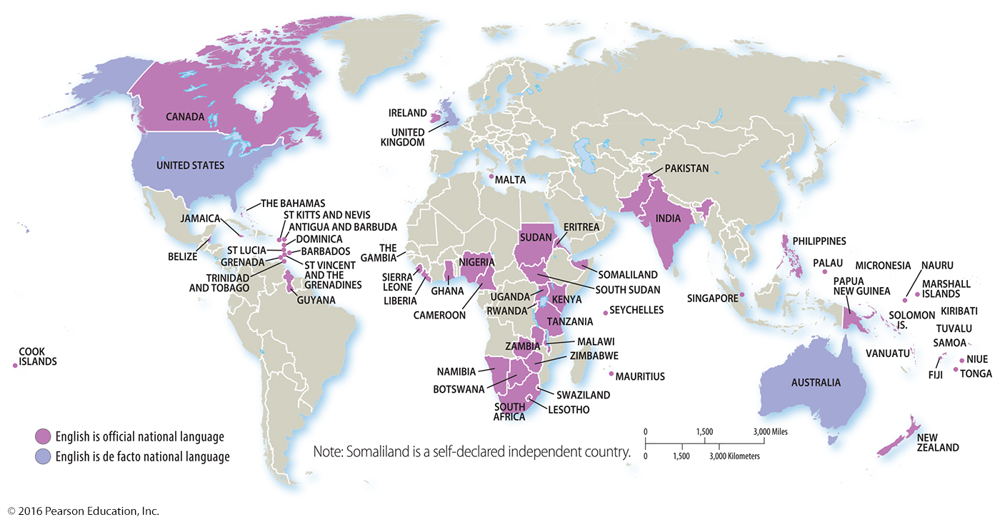 CANADA
UNITED STATES
IRELAND
UNITED
KINGDOM
MALTA
PAKISTAN
INDIA
THE BAHAMAS
ST KITTS AND NEVIS
ANTIGUA AND BARBUDA
JAMAICA
DOMINICA
BELIZE
ST LUCIA
BARBADOS
GRENADA
ST VINCENT
AND THE
GRENADINES
TRINIDAD
AND TOBAGO
GUYANA
THE
GAMBIA
SIERRA
LEONE
LIBERIA
GHANA
NIGERIA
CAMEROON
SUDAN
ERITREA
SOMALILAND
SOUTH SUDAN
UGANDA
KENYA
RWANDA
TANZANIA
SEYCHELLES
ZAMBIA
MALAWI
ZIMBABWE
NAMIBIA
BOTSWANA
MAURITIUS
SWAZILAND
LESOTHO
SOUTH
AFRICA
PHILIPPINES
PALAU
MICRONESIA
NAURU
SINGAPORE
PAPUA
NEW GUINEA
MARSHALL
ISLANDS
SOLOMON
IS.
KIRIBATI
TUVALU
SAMOA
VANUATU
NIUE
FIJI
TONGA
COOK
ISLANDS
AUSTRALIA
NEW
ZEALAND
English is official national language
English is de facto national language
Note: Somaliland is a self-declared independent country.
0 1,500 3,000 Miles
0 1,500 3,000 Kilometers
© 2016 Pearson Education, Inc.